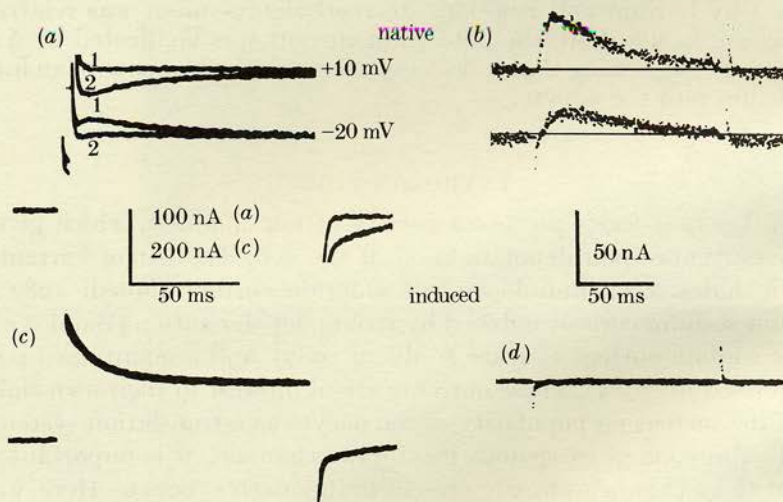 (a) native (b)
1
2 +10 mV
1
2 −20 mV
100 nA (a)
200 nA (c)
50 ms
50 nA
50 ms
induced
(c) (d)